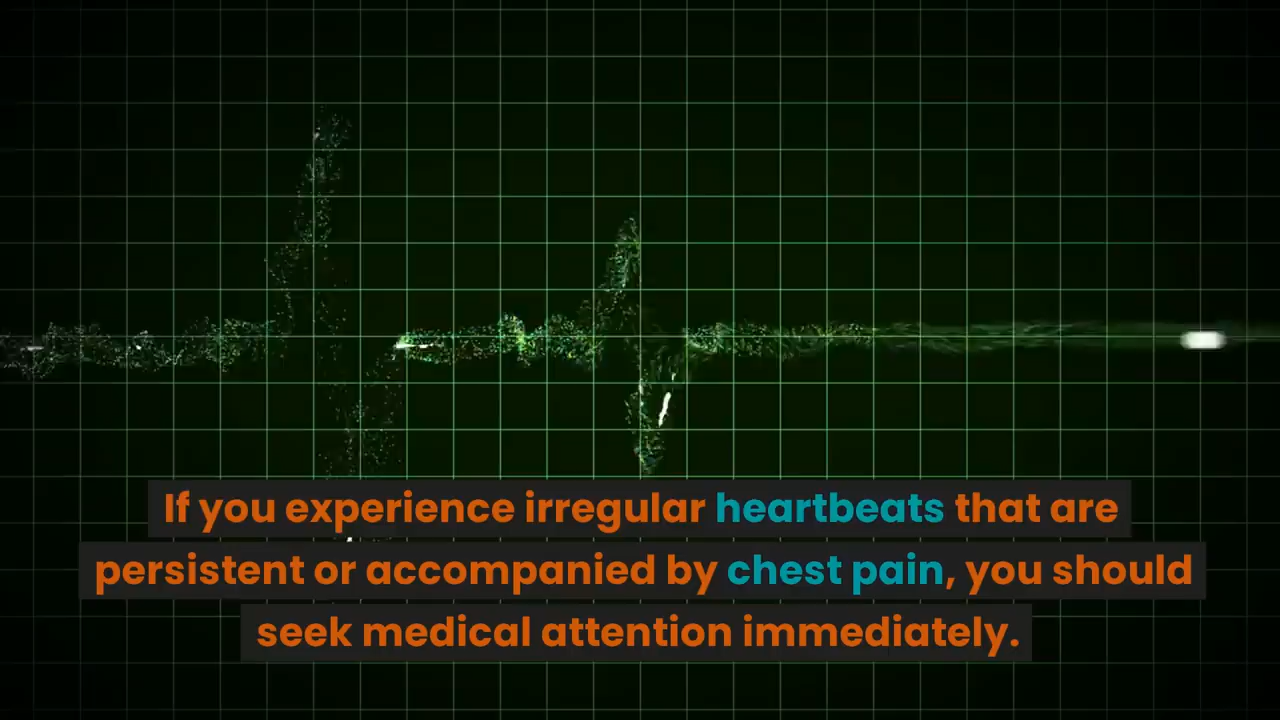 If you experience irregular heartbeats that are
persistent or accompanied by chest pain, you should
seek medical attention immediately.